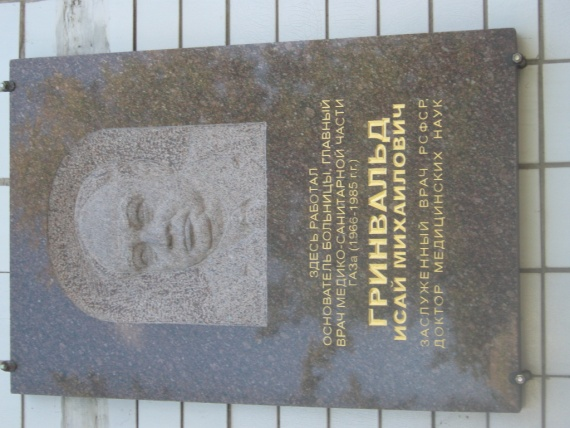 ЗДЕСЬ РАБОТАЛ
ОСНОВАТЕЛЬ БОЛЬНИЦЫ, ГЛАВНЫЙ
ВРАЧ МЕДИКО-САНИТАРНОЙ ЧАСТИ
ГАЗа (1966-1985 г.г.)
ГРИНВАЛЬД
ИСАЙ МИХАЙЛОВИЧ
ЗАСЛУЖЕННЫЙ ВРАЧ РСФСР,
ДОКТОР МЕДИЦИНСКИХ НАУК